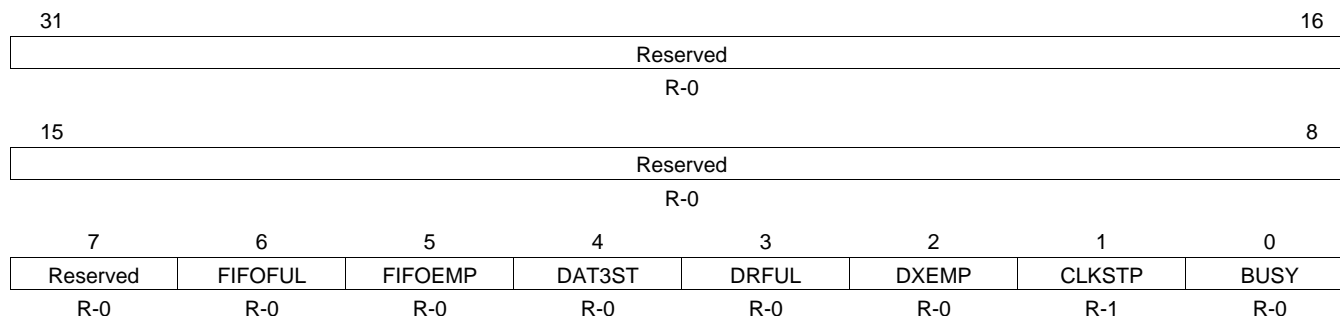 31 16
Reserved
R-0
15 8
Reserved
R-0
7 6 5 4 3 2 1 0
Reserved FIFOFUL FIFOEMP DAT3ST DRFUL DXEMP CLKSTP BUSY
R-0 R-0 R-0 R-0 R-0 R-0 R-1 R-0